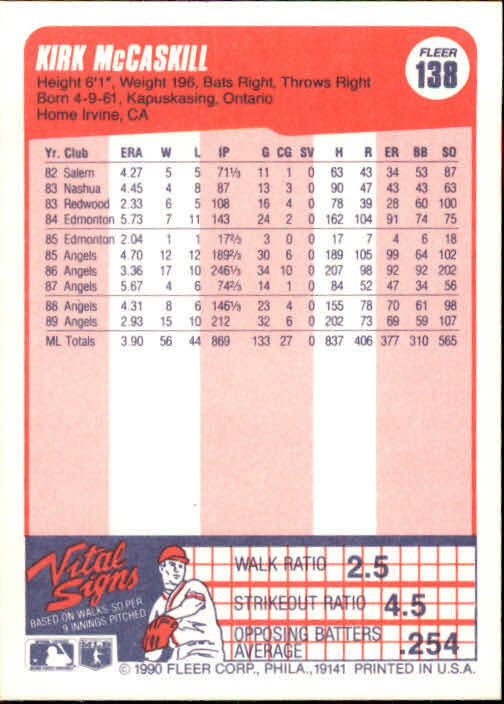 KIRK McCASKILL
FLEER
138
Height 6'1", Weight 196, Bats Right, Throws Right
Born 4-9-61, Kapuskasing, Ontario
Home Irvine, CA
Yr. Club ERA W L IP G CG SV H R ER BB SO
82 Salem 4.27 5 5 71⅓ 11 1 0 63 43 34 53 87
83 Nashua 4.45 4 8 87 13 3 0 90 47 43 43 63
83 Redwood 2.33 6 5 108 16 4 0 78 39 28 60 100
84 Edmonton 5.73 7 11 143 24 2 0 162 104 91 74 75
85 Edmonton 2.04 1 1 17⅔ 3 0 0 17 7 4 6 18
85 Angels 4.70 12 12 189⅔ 30 6 0 189 105 99 64 102
86 Angels 3.36 17 10 246⅓ 34 10 0 207 98 92 92 202
87 Angels 5.67 4 6 74⅔ 14 1 0 84 52 47 34 56
88 Angels 4.31 8 6 146⅓ 23 4 0 155 78 70 61 98
89 Angels 2.93 15 10 212 32 6 0 202 73 69 59 107
ML Totals 3.90 56 44 869 133 27 0 837 406 377 310 565
Vital
Signs
BASED ON WALKS, SO PER
9 INNINGS PITCHED
WALK RATIO 2.5
STRIKEOUT RATIO 4.5
OPPOSING BATTERS
AVERAGE .254
© 1990 FLEER CORP., PHILA., 19141 PRINTED IN U.S.A.